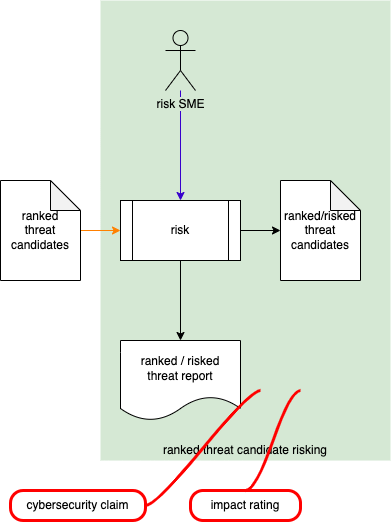 risk SME
ranked
threat
candidates
risk
ranked/risked
threat
candidates
ranked / risked
threat report
ranked threat candidate risking
cybersecurity claim
impact rating